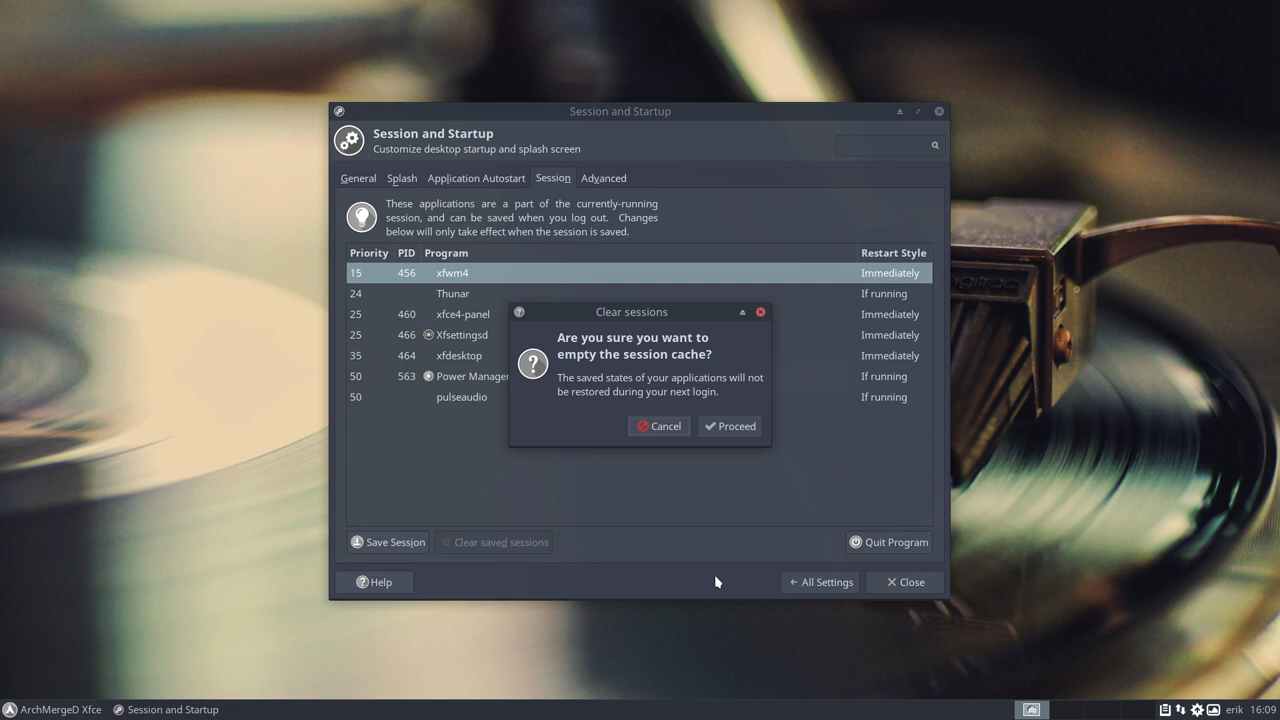 Session and Startup
Session and Startup
Customize desktop startup and splash screen
General Splash Application Autostart Session Advanced
These applications are a part of the currently-running
session, and can be saved when you log out. Changes
below will only take effect when the session is saved.
Priority PID Program Restart Style
15 456 xfwm4 Immediately
24 Thunar If running
25 460 xfce4-panel Immediately
25 466 Xfsettingsd Immediately
35 464 xfdesktop Immediately
50 563 Power Manager If running
50 pulseaudio If running
Clear sessions
Are you sure you want to
empty the session cache?
The saved states of your applications will not
be restored during your next login.
Cancel Proceed
Save Session Clear saved sessions Quit Program
Help All Settings Close
ArchMergeD Xfce Session and Startup erik 16:09